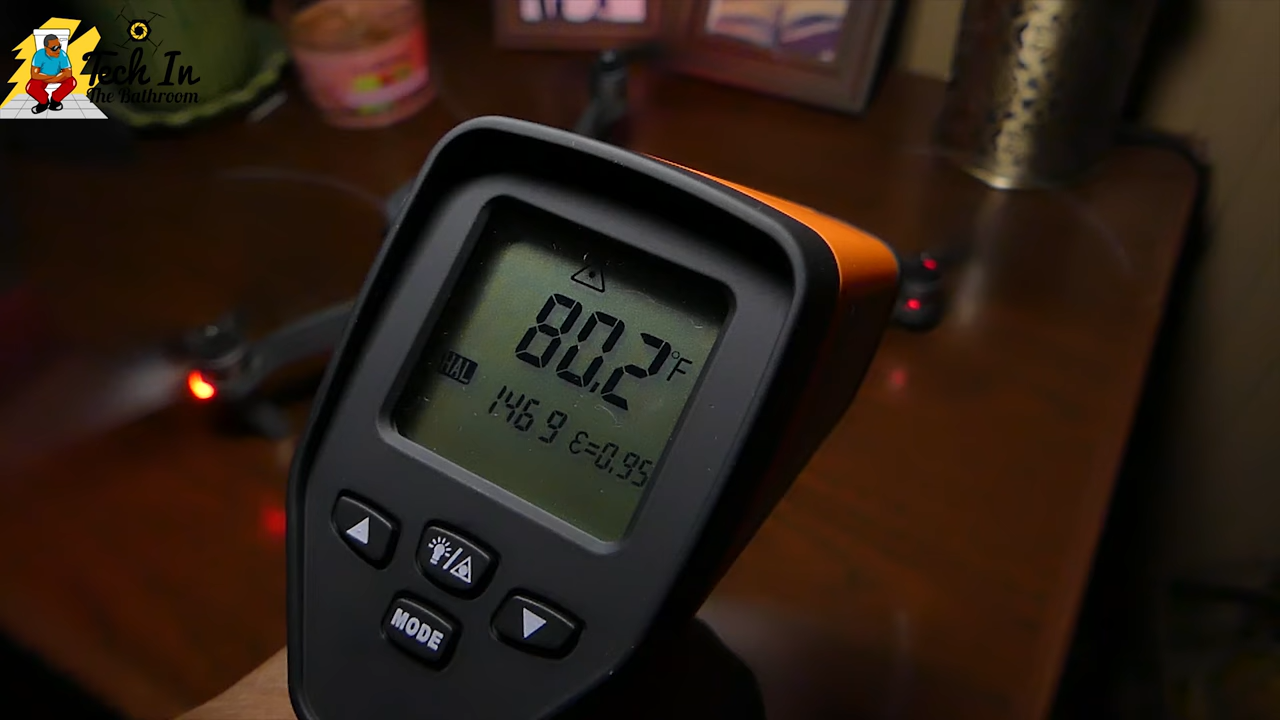 Tech In
The Bathroom
80.2°F
HAL
146.9 ε=0.95
MODE